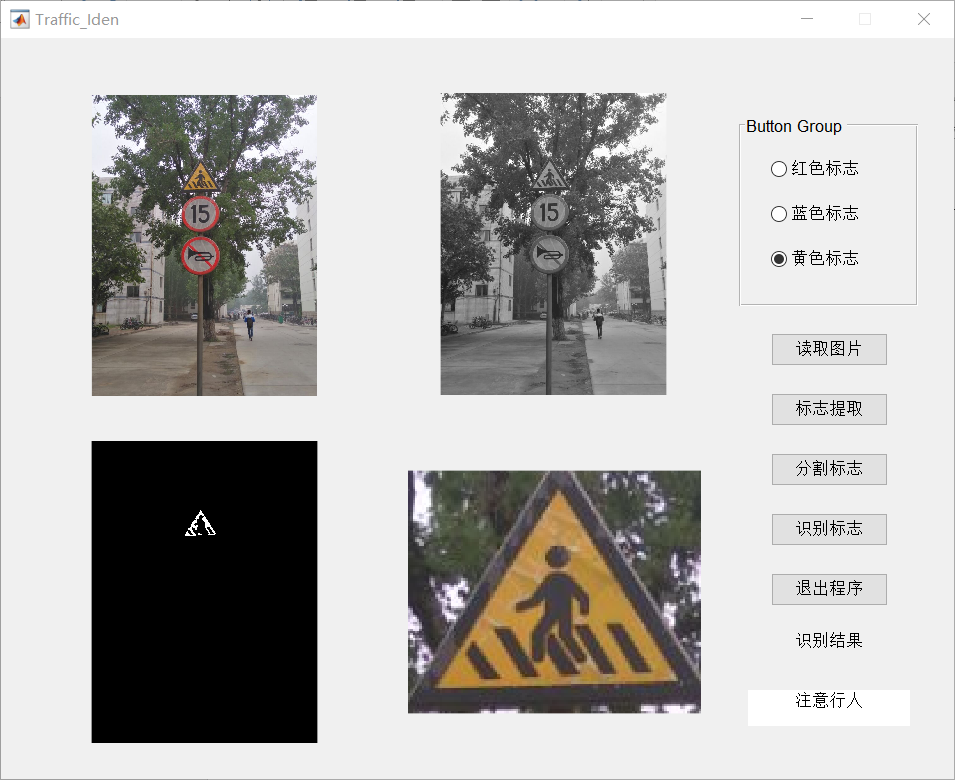 Traffic_Iden
15
15
Button Group
红色标志
蓝色标志
黄色标志
读取图片
标志提取
分割标志
识别标志
退出程序
识别结果
注意行人